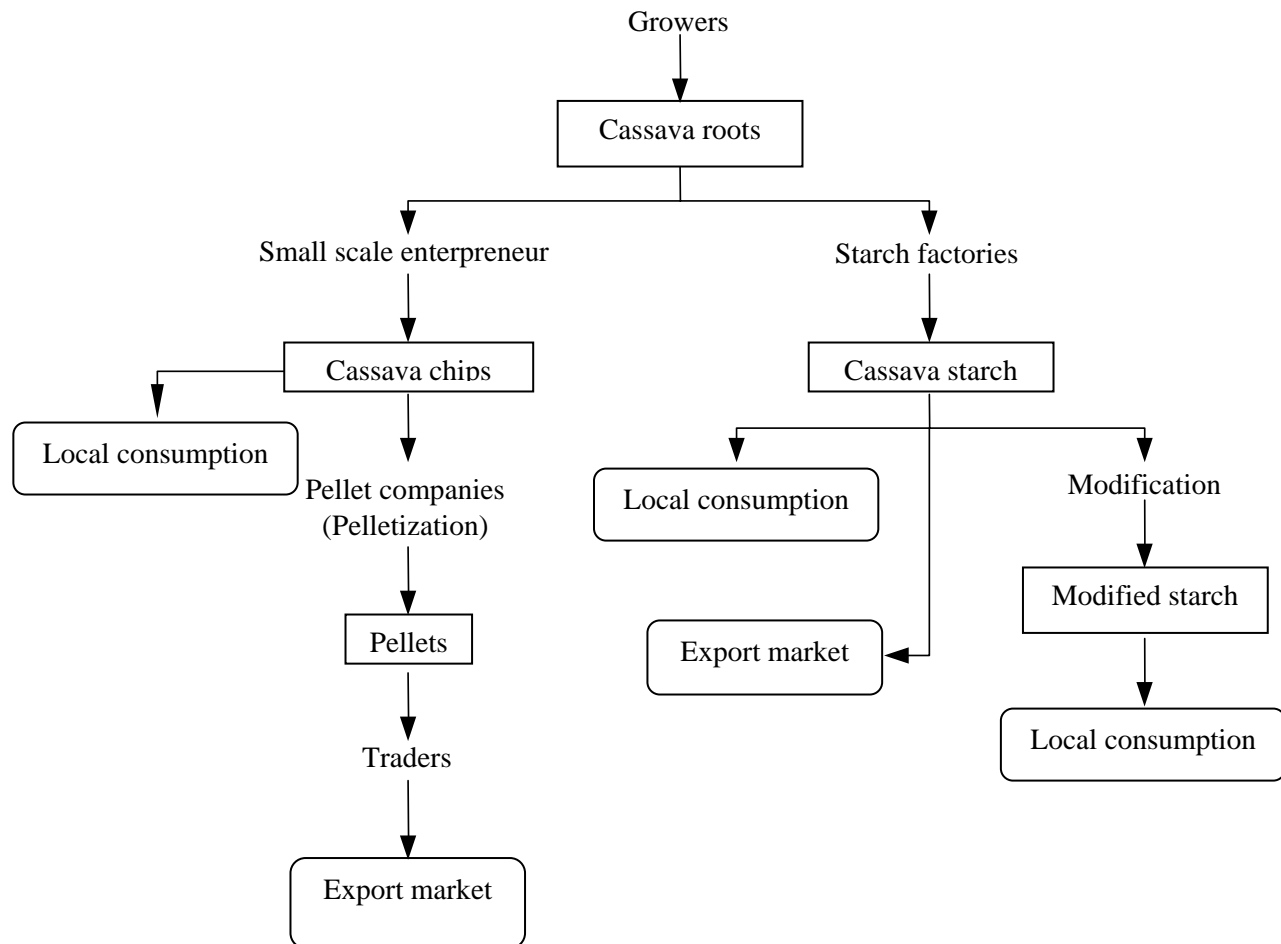 Growers
Cassava roots
Small scale enterpreneur
Starch factories
Cassava chips
Cassava starch
Local consumption
Pellet companies
(Pelletization)
Local consumption
Modification
Modified starch
Pellets
Export market
Local consumption
Traders
Export market